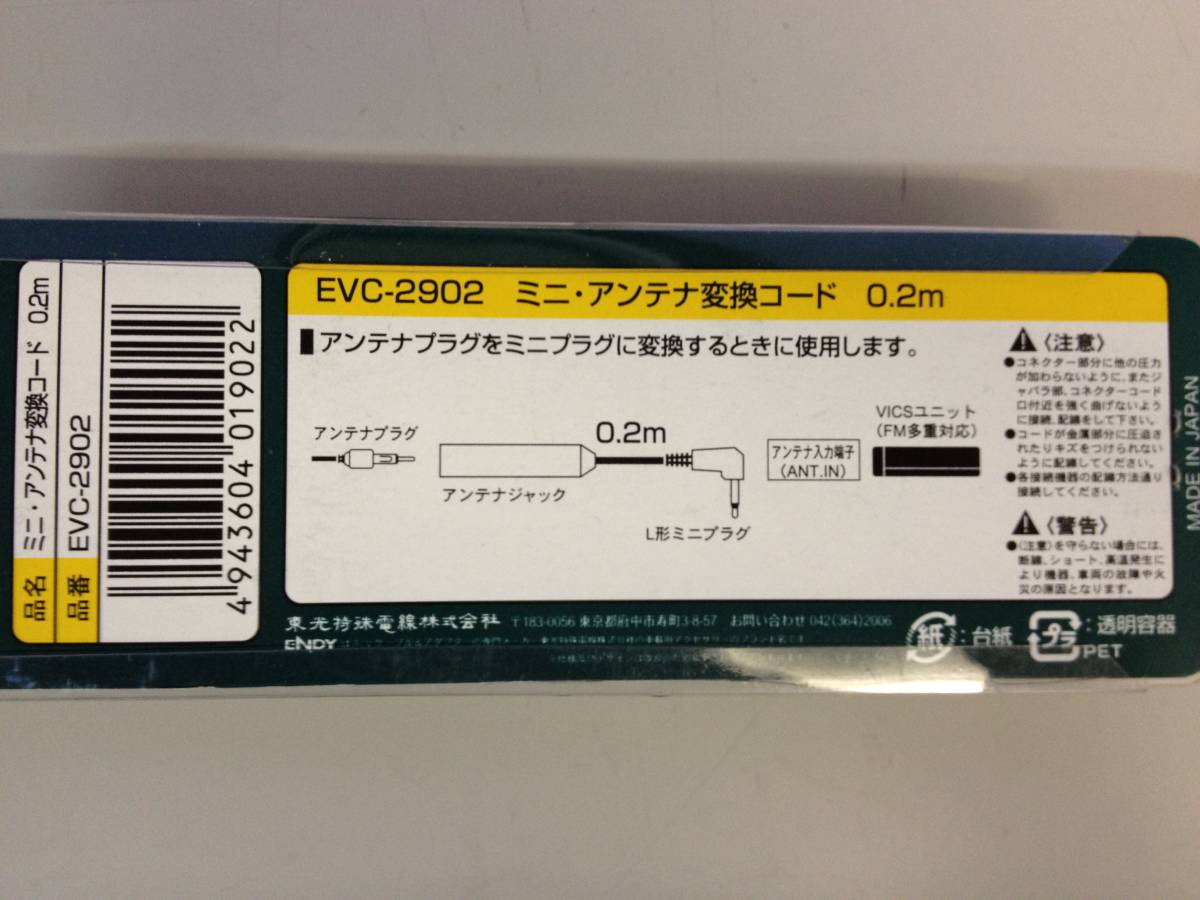 品名 ミニ・アンテナ変換コード 0.2m
品番 EVC-2902
4943604019022
EVC-2902 ミニ・アンテナ変換コード 0.2m
アンテナプラグをミニプラグに変換するときに使用します。
アンテナプラグ
0.2m
アンテナジャック
L形ミニプラグ
アンテナ入力端子
(ANT.IN)
VICSユニット
(FM多重対応)
〈注意〉
●コネクター部分に他の圧力
が加わらないように、またジ
ャバラ部、コネクターコード
口付近を強く曲げないよう
に接続、配線をして下さい。
●コードが金属部分に圧迫さ
れたりキズをつけられない
ように配線してください。
●各接続機器の配線方法通り
接続してください。
〈警告〉
●〈注意〉を守らない場合には、
断線、ショート、高温発生に
より機器、車両の故障や火
災の原因となります。
MADE IN JAPAN
東光特殊電線株式会社 〒183-0056 東京都府中市寿町3-8-57 お問い合わせ 042(364)2006
ENDY
紙:台紙
プラ:透明容器
PET